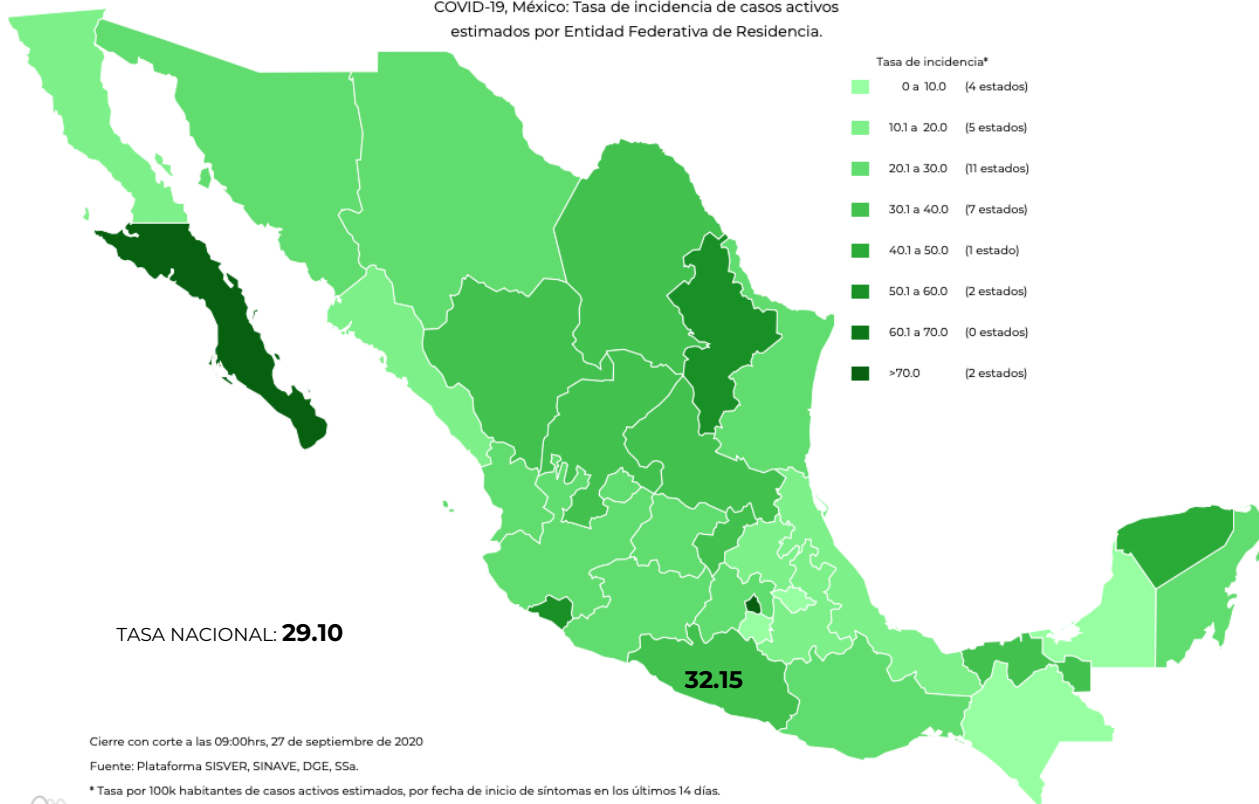 COVID-19, México: Tasa de incidencia de casos activos
estimados por Entidad Federativa de Residencia.
Tasa de incidencia*
0 a 10.0 (4 estados)
10.1 a 20.0 (5 estados)
20.1 a 30.0 (11 estados)
30.1 a 40.0 (7 estados)
40.1 a 50.0 (1 estado)
50.1 a 60.0 (2 estados)
60.1 a 70.0 (0 estados)
>70.0 (2 estados)
TASA NACIONAL: 29.10
32.15
Cierre con corte a las 09:00hrs, 27 de septiembre de 2020
Fuente: Plataforma SISVER, SINAVE, DGE, SSa.
* Tasa por 100k habitantes de casos activos estimados, por fecha de inicio de síntomas en los últimos 14 días.